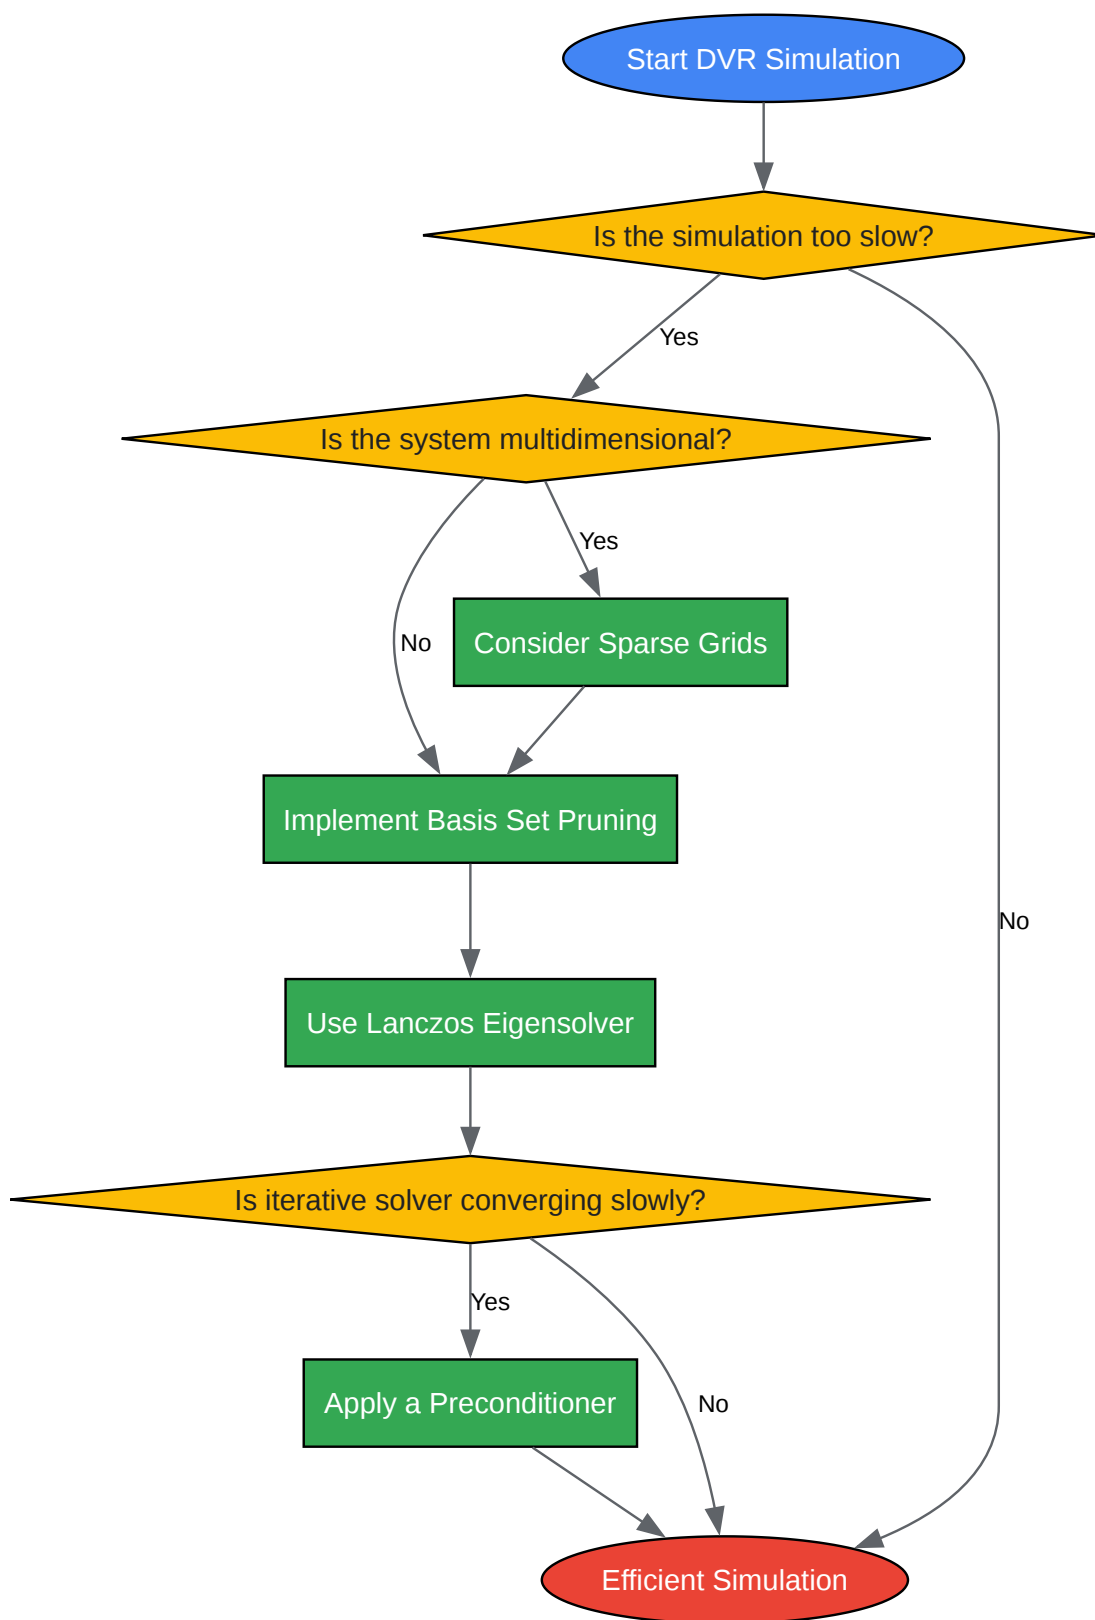 Start DVR Simulation
Is the simulation too slow?
Yes
Is the system multidimensional?
Yes
No
Consider Sparse Grids
Implement Basis Set Pruning
No
Use Lanczos Eigensolver
Is iterative solver converging slowly?
Yes
Apply a Preconditioner
No
Efficient Simulation